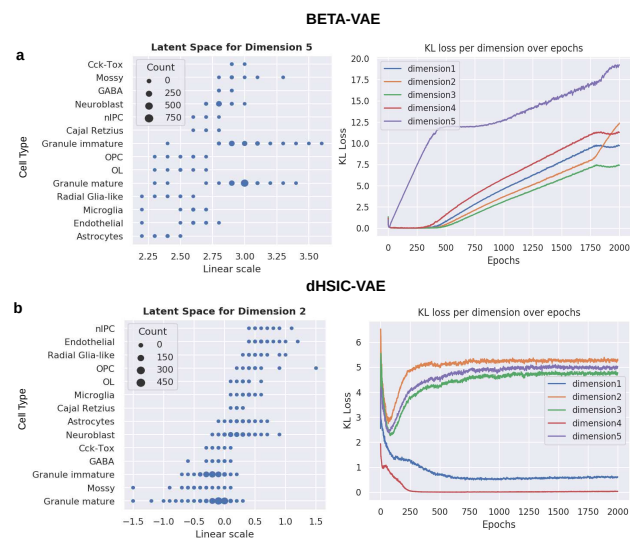 BETA-VAE
a
Latent Space for Dimension 5
Cell Type
Cck-Tox
Mossy
GABA
Neuroblast
nIPC
Cajal Retzius
Granule immature
OPC
OL
Granule mature
Radial Glia-like
Microglia
Endothelial
Astrocytes
Count
0
250
500
750
2.25 2.50 2.75 3.00 3.25 3.50
Linear scale
KL loss per dimension over epochs
KL Loss
20.0
17.5
15.0
12.5
10.0
7.5
5.0
2.5
0.0
dimension1
dimension2
dimension3
dimension4
dimension5
0 250 500 750 1000 1250 1500 1750 2000
Epochs
dHSIC-VAE
b
Latent Space for Dimension 2
Cell Type
nIPC
Endothelial
Radial Glia-like
OPC
OL
Microglia
Cajal Retzius
Astrocytes
Neuroblast
Cck-Tox
GABA
Granule immature
Mossy
Granule mature
Count
0
150
300
450
−1.5 −1.0 −0.5 0.0 0.5 1.0 1.5
Linear scale
KL loss per dimension over epochs
KL Loss
6
5
4
3
2
1
0
dimension1
dimension2
dimension3
dimension4
dimension5
0 250 500 750 1000 1250 1500 1750 2000
Epochs